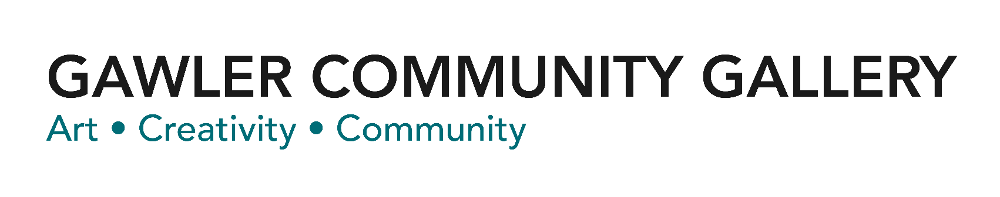 GAWLER COMMUNITY GALLERY
Art • Creativity • Community